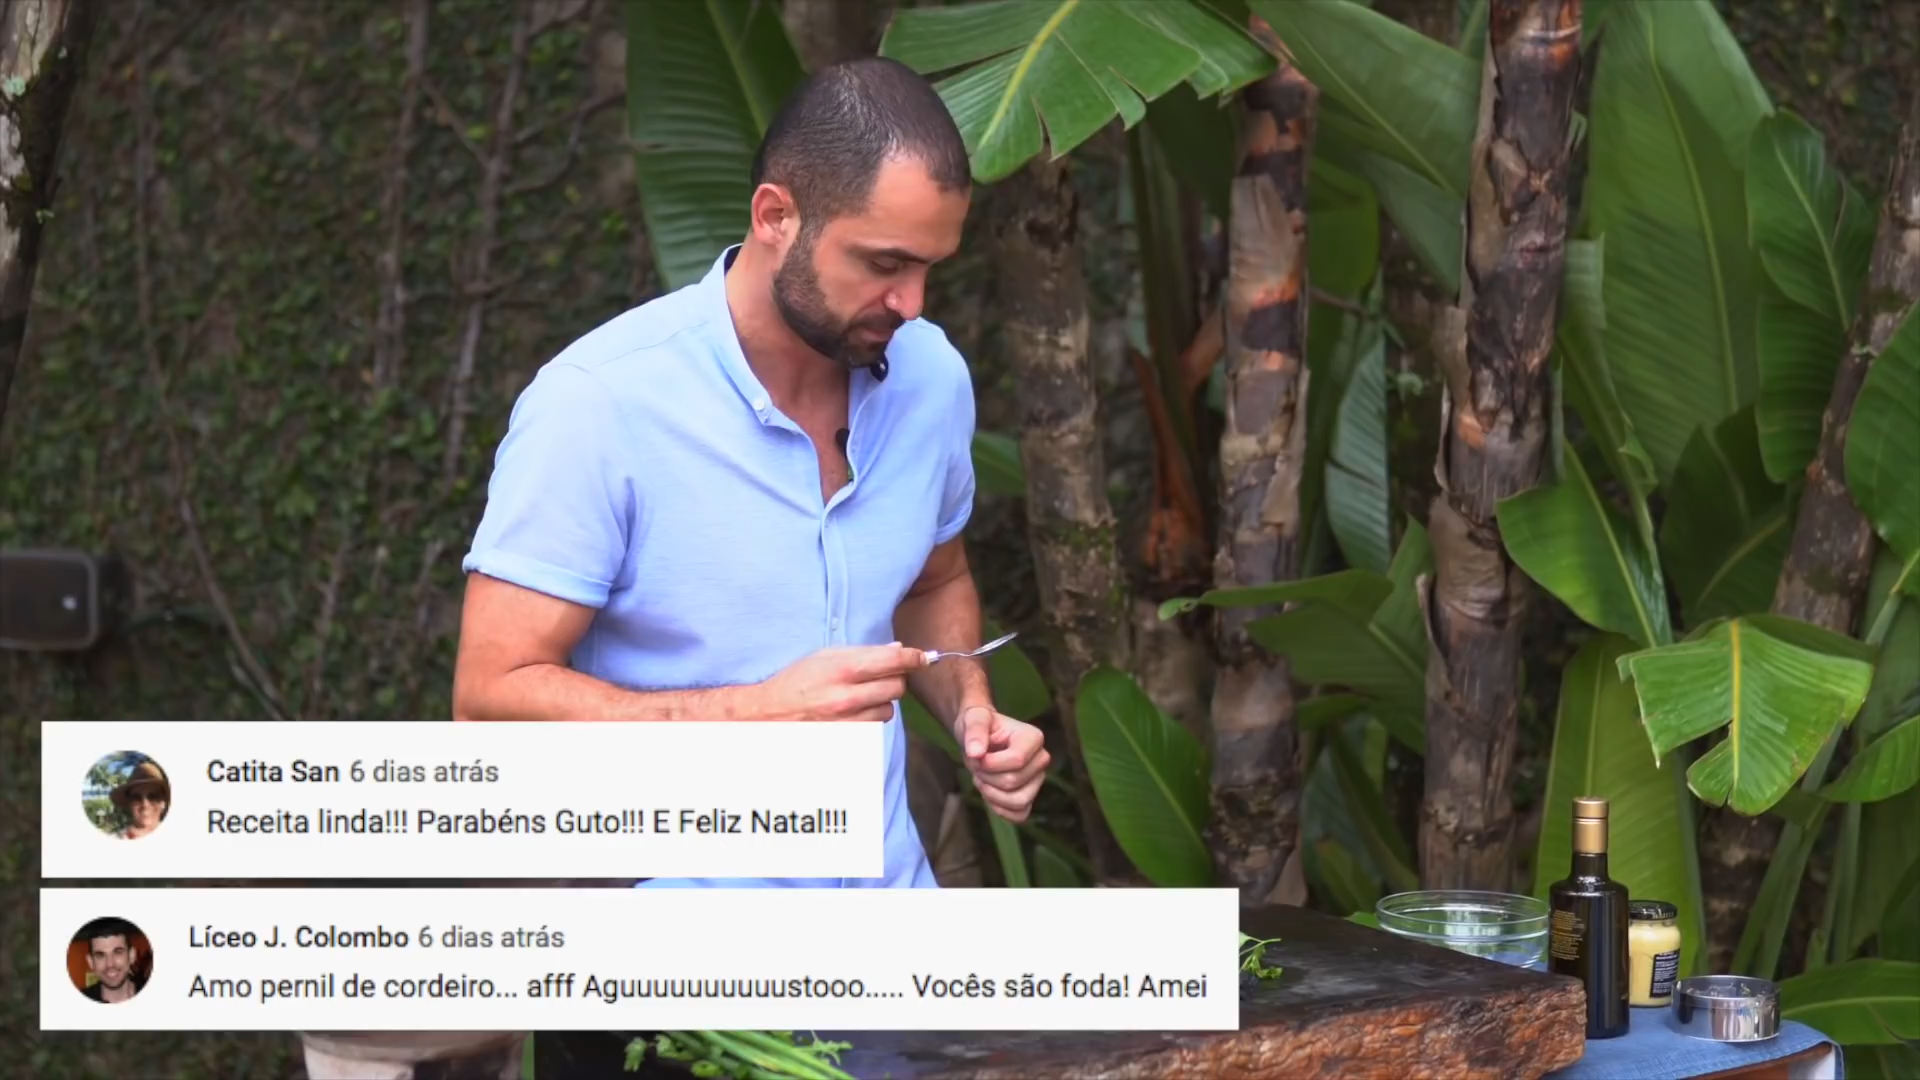 Catita San 6 dias atrás
Receita linda!!! Parabéns Guto!!! E Feliz Natal!!!
Líceo J. Colombo 6 dias atrás
Amo pernil de cordeiro... afff Aguuuuuuuuuustooo..... Vocês são foda! Amei